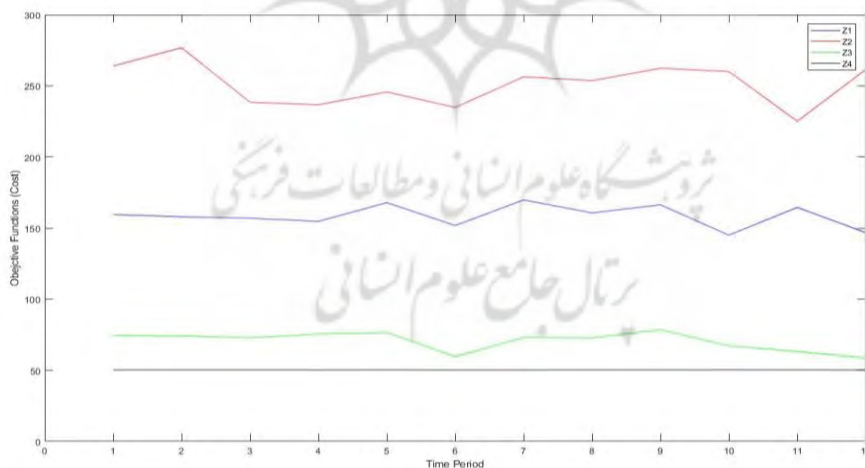 300
250
200
150
100
50
0
Obejctive Functions (Cost)
0 1 2 3 4 5 6 7 8 9 10 11
Time Period
Z1
Z2
Z3
Z4
پژوهشگاه علوم انسانی و مطالعات فرهنگی
پرتال جامع علوم انسانی